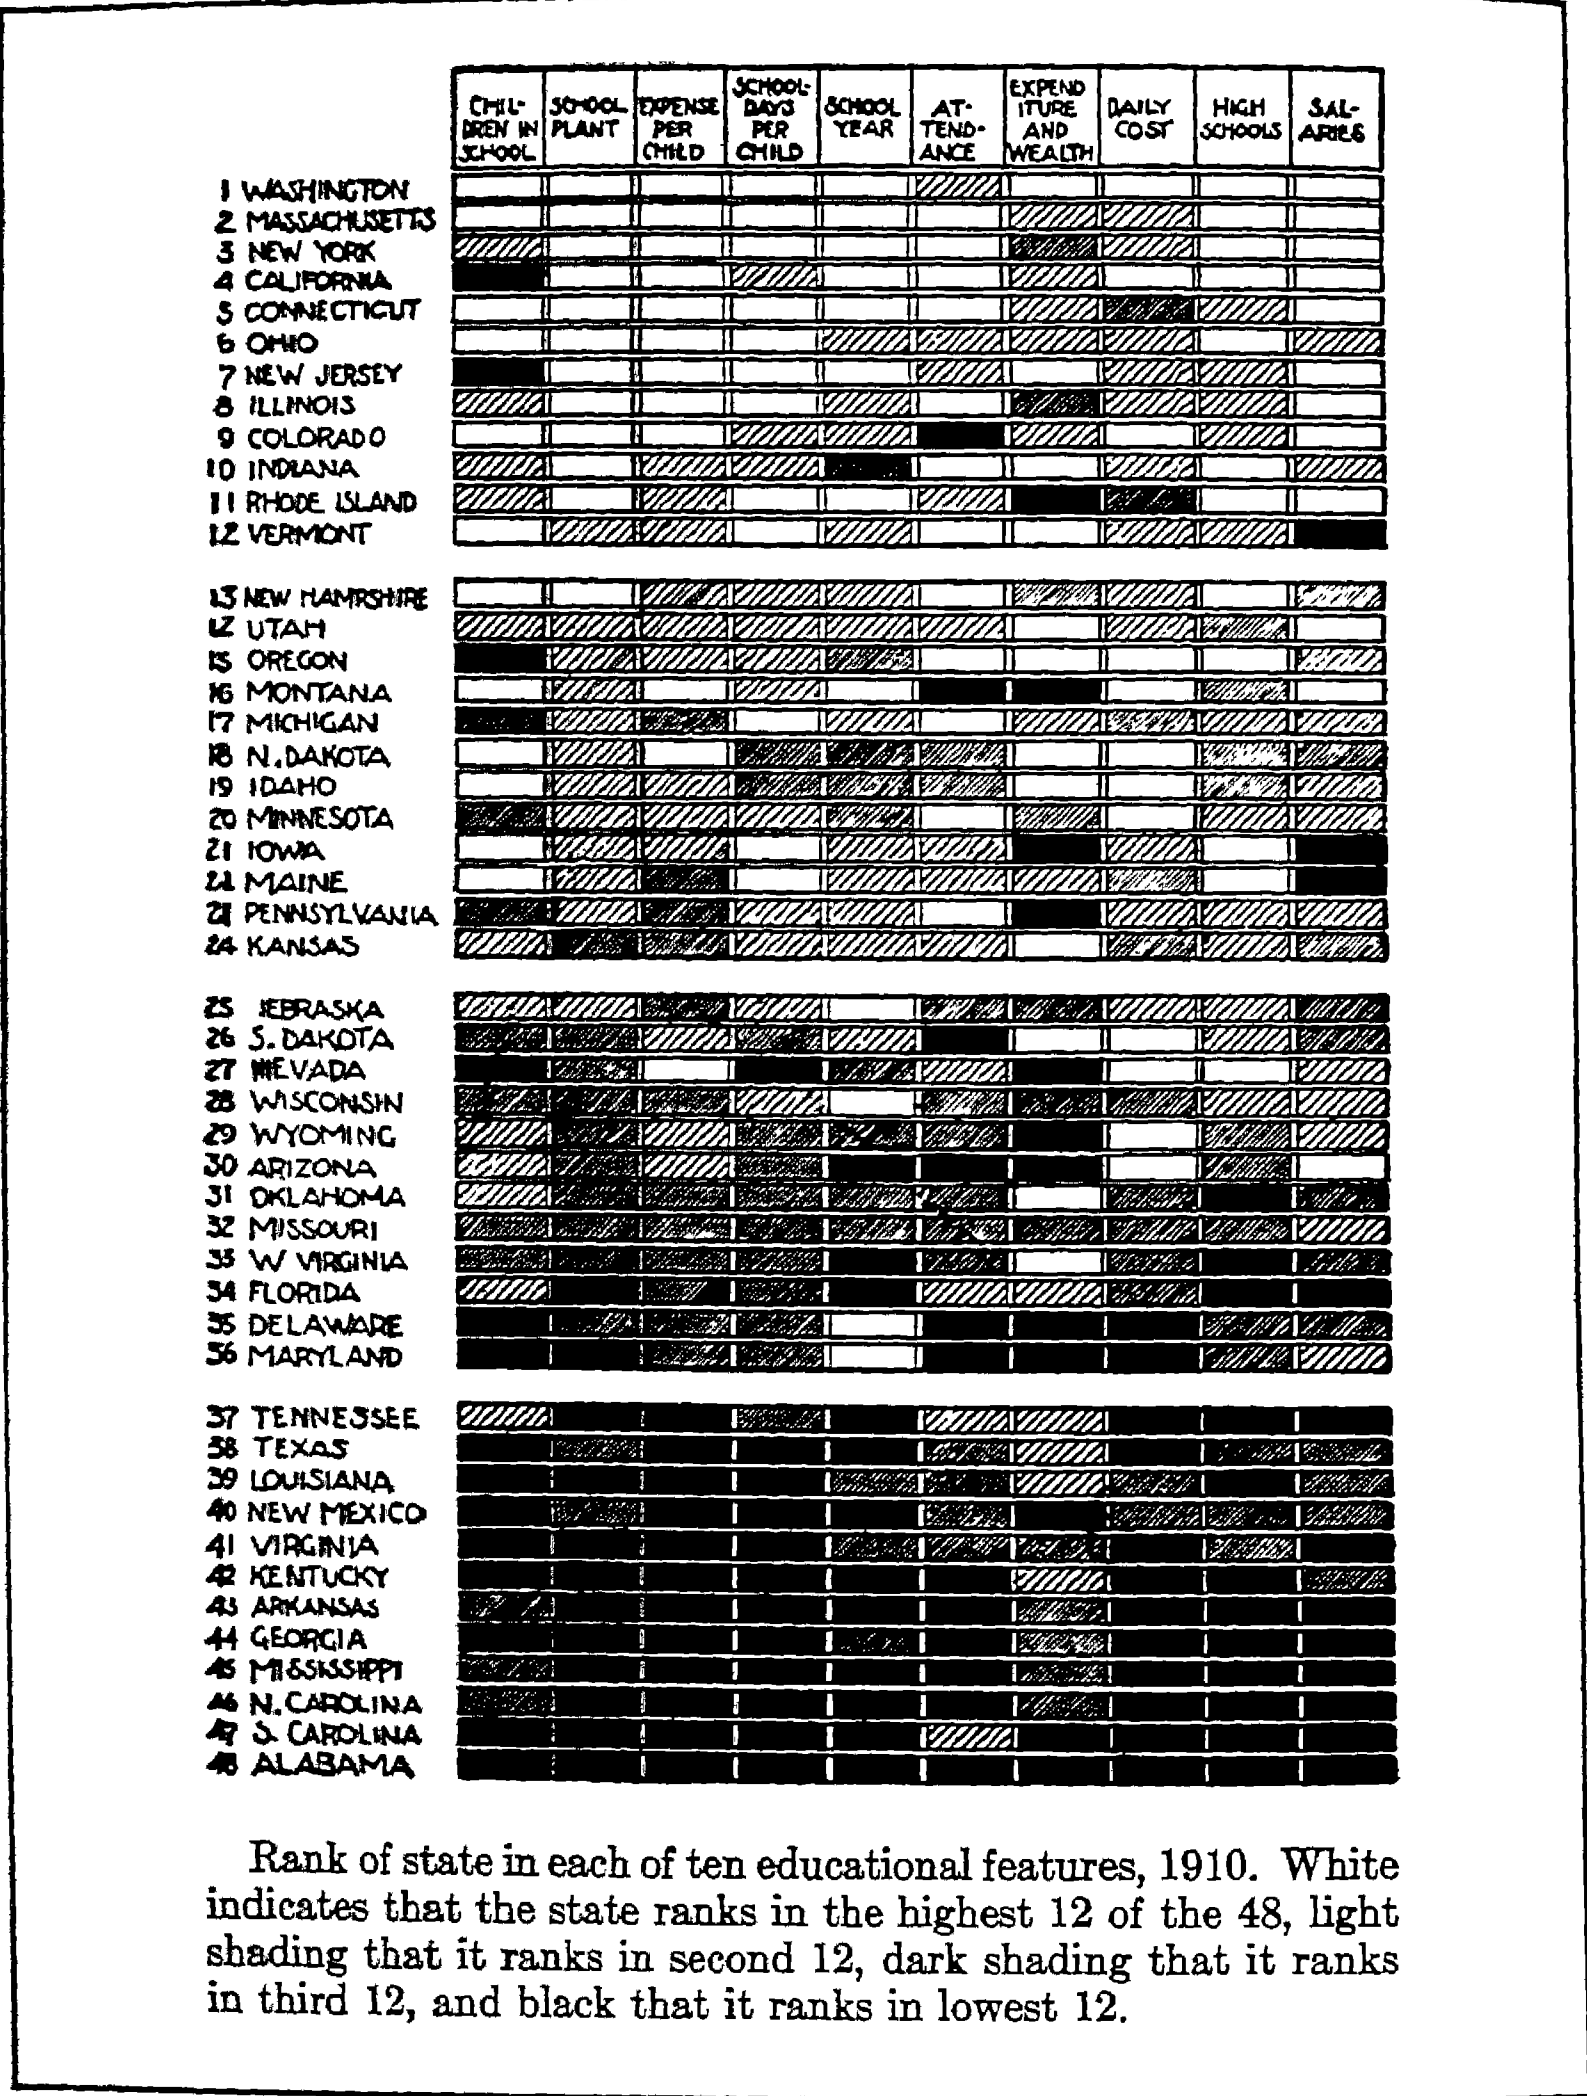 CHIL-
DREN IN
SCHOOL
SCHOOL
PLANT
EXPENSE
PER
CHILD
SCHOOL-
DAYS
PER
CHILD
SCHOOL
YEAR
AT-
TEND-
ANCE
EXPEND
ITURE
AND
WEALTH
DAILY
COST
HIGH
SCHOOLS
SAL-
ARIES
1 WASHINGTON
2 MASSACHUSETTS
3 NEW YORK
4 CALIFORNIA
5 CONNECTICUT
6 OHIO
7 NEW JERSEY
8 ILLINOIS
9 COLORADO
10 INDIANA
11 RHODE ISLAND
12 VERMONT
13 NEW HAMPSHIRE
UTAH
15 OREGON
16 MONTANA
17 MICHIGAN
18 N. DAKOTA
19 IDAHO
20 MINNESOTA
21 IOWA
MAINE
PENNSYLVANIA
24 KANSAS
25 EBRASKA
26 S. DAKOTA
27 NEVADA
28 WISCONSIN
29 WYOMING
30 ARIZONA
31 OKLAHOMA
32 MISSOURI
33 W VIRGINIA
34 FLORIDA
35 DELAWARE
36 MARYLAND
37 TENNESSEE
38 TEXAS
39 LOUISIANA
40 NEW MEXICO
41 VIRGINIA
42 KENTUCKY
43 ARKANSAS
44 GEORGIA
45 MISSISSIPPI
46 N. CAROLINA
47 S. CAROLINA
48 ALABAMA
Rank of state in each of ten educational features, 1910. White
indicates that the state ranks in the highest 12 of the 48, light
shading that it ranks in second 12, dark shading that it ranks
in third 12, and black that it ranks in lowest 12.